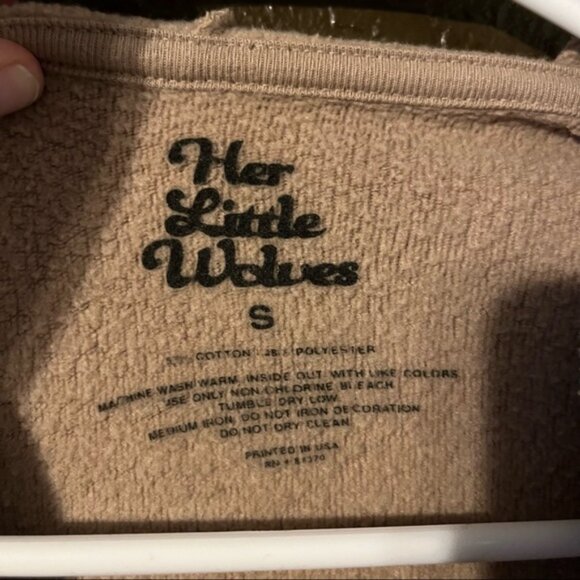 Her
Little
Wolves
S
COTTON POLYESTER
MACHINE WASH WARM, INSIDE OUT, WITH LIKE COLORS
USE ONLY NON-CHLORINE BLEACH
TUMBLE DRY LOW
MEDIUM IRON, DO NOT IRON DECORATION
DO NOT DRY CLEAN
PRINTED IN USA
RN